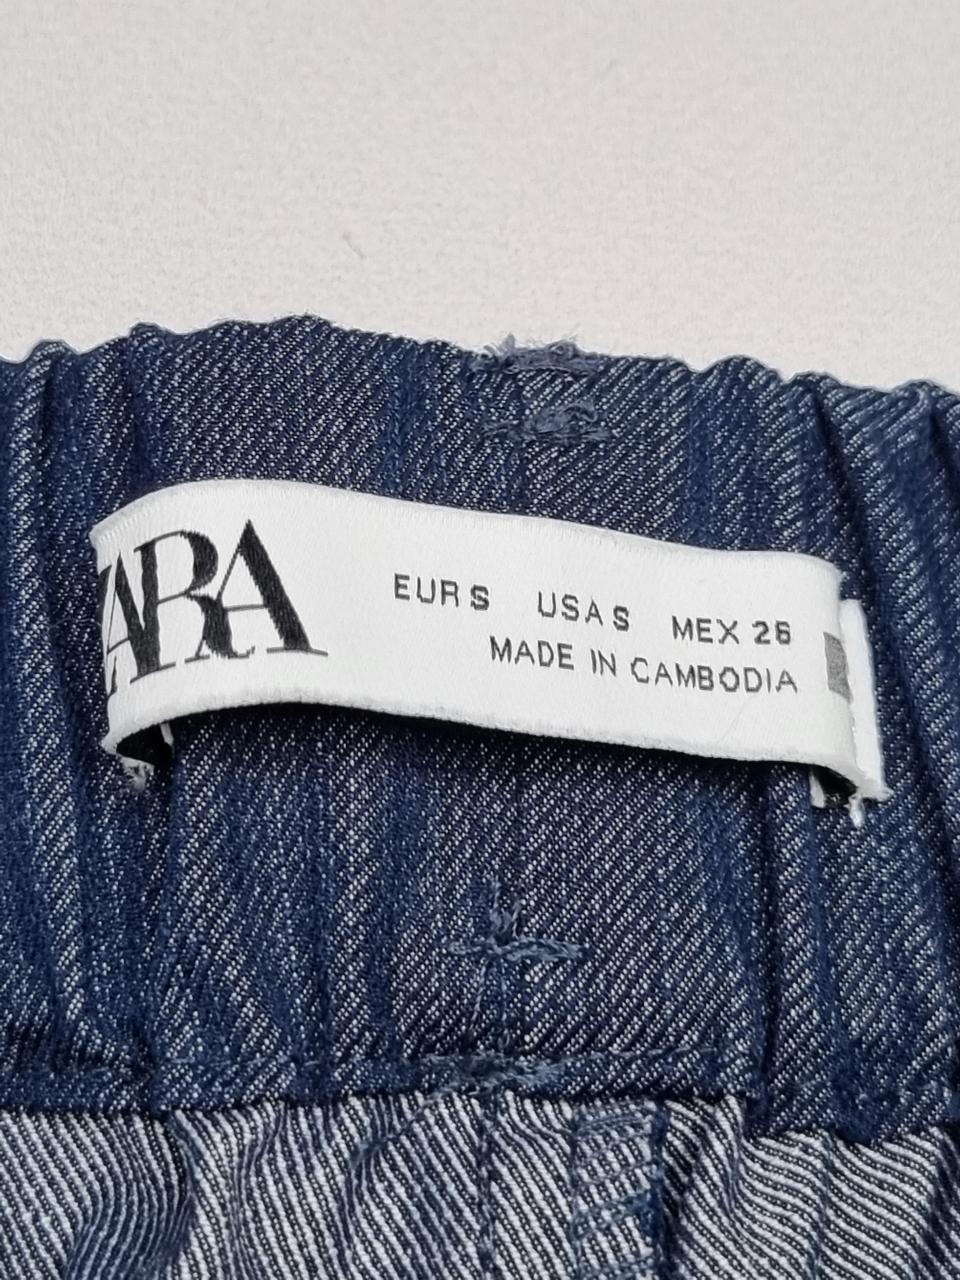 ZARA
EUR S USA S MEX 26
MADE IN CAMBODIA